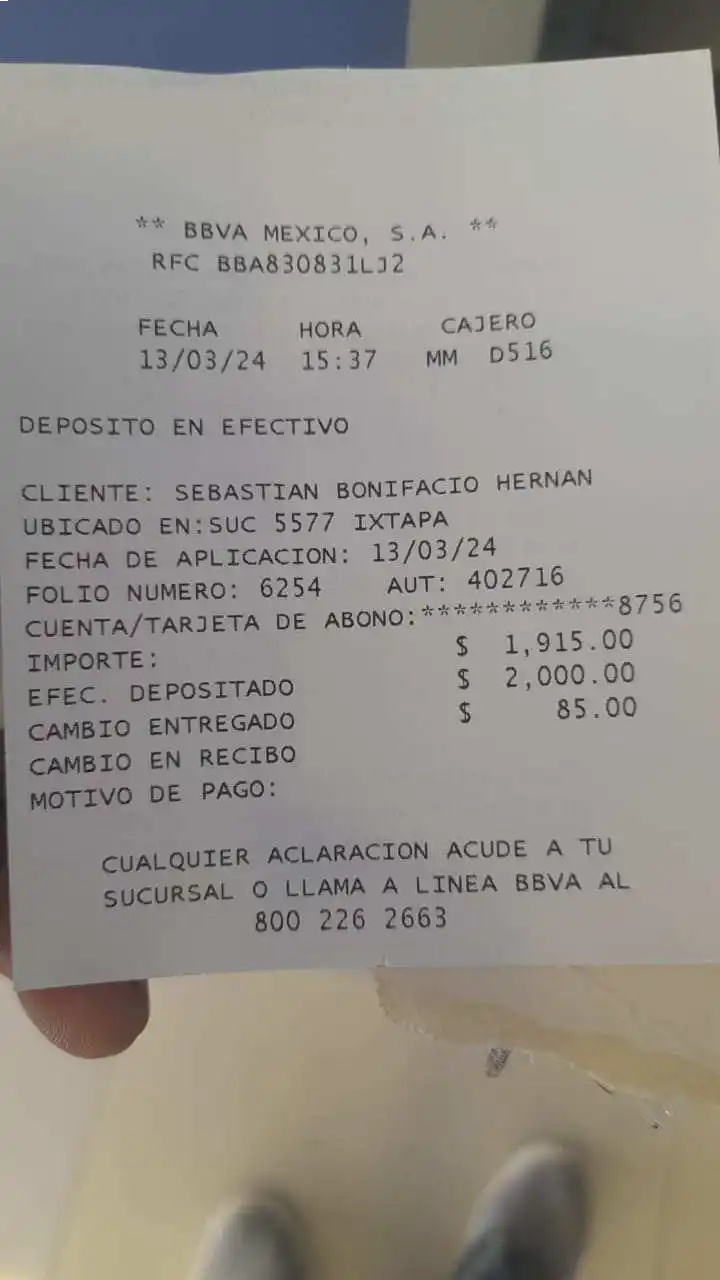 ** BBVA MEXICO, S.A. **
RFC BBA830831LJ2
FECHA HORA CAJERO
13/03/24 15:37 MM D516
DEPOSITO EN EFECTIVO
CLIENTE: SEBASTIAN BONIFACIO HERNAN
UBICADO EN:SUC 5577 IXTAPA
FECHA DE APLICACION: 13/03/24
FOLIO NUMERO: 6254 AUT: 402716
CUENTA/TARJETA DE ABONO:************8756
IMPORTE: $ 1,915.00
EFEC. DEPOSITADO $ 2,000.00
CAMBIO ENTREGADO $ 85.00
CAMBIO EN RECIBO
MOTIVO DE PAGO:
CUALQUIER ACLARACION ACUDE A TU
SUCURSAL O LLAMA A LINEA BBVA AL
800 226 2663